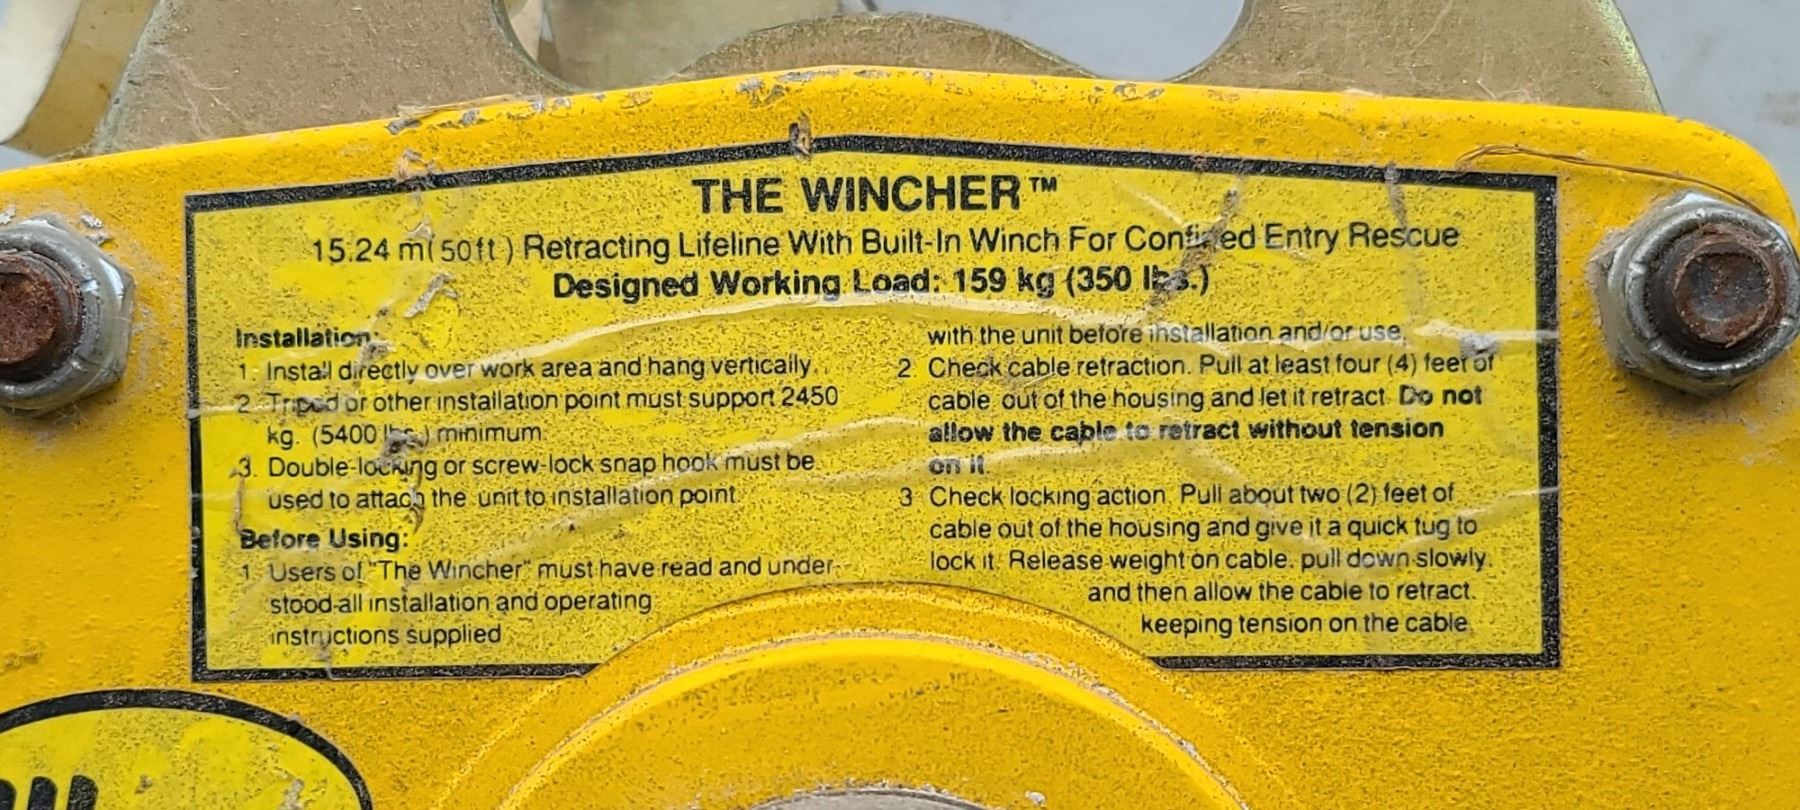 THE WINCHER™
15.24 m (50ft) Retracting Lifeline With Built-In Winch For Confined Entry Rescue
Designed Working Load: 159 kg (350 lbs.)
Installation:
1. Install directly over work area and hang vertically.
2. Tripod or other installation point must support 2450
kg. (5400 lbs.) minimum.
3. Double-locking or screw-lock snap hook must be
used to attach the unit to installation point.
Before Using:
1. Users of "The Wincher" must have read and under-
stood all installation and operating
instructions supplied
with the unit before installation and/or use.
2. Check cable retraction. Pull at least four (4) feet of
cable out of the housing and let it retract. Do not
allow the cable to retract without tension
on it.
3. Check locking action. Pull about two (2) feet of
cable out of the housing and give it a quick tug to
lock it. Release weight on cable, pull down slowly,
and then allow the cable to retract,
keeping tension on the cable.